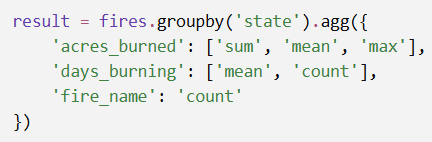 result = fires.groupby('state').agg({
    'acres_burned': ['sum', 'mean', 'max'],
    'days_burning': ['mean', 'count'],
    'fire_name': 'count'
})